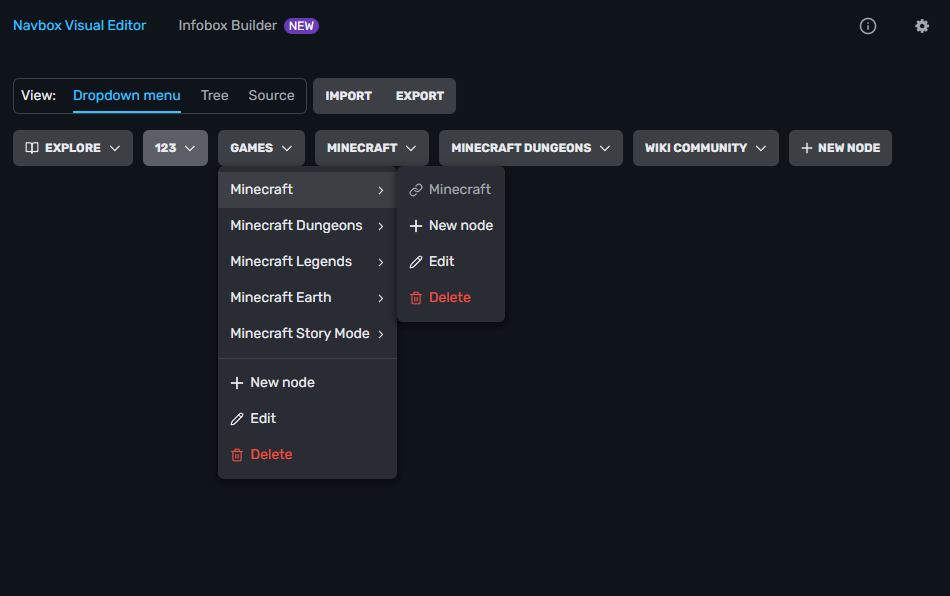 Navbox Visual Editor Infobox Builder NEW
View: Dropdown menu Tree Source IMPORT EXPORT
EXPLORE 123 GAMES MINECRAFT MINECRAFT DUNGEONS WIKI COMMUNITY NEW NODE
Minecraft
Minecraft Dungeons
Minecraft Legends
Minecraft Earth
Minecraft Story Mode
New node
Edit
Delete
Minecraft
New node
Edit
Delete